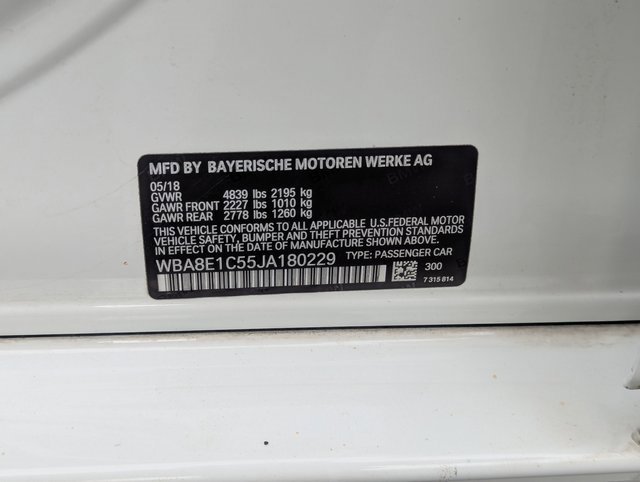 MFD BY BAYERISCHE MOTOREN WERKE AG
05/18
GVWR 4839 lbs 2195 kg
GAWR FRONT 2227 lbs 1010 kg
GAWR REAR 2778 lbs 1260 kg
THIS VEHICLE CONFORMS TO ALL APPLICABLE U.S.FEDERAL MOTOR
VEHICLE SAFETY, BUMPER AND THEFT PREVENTION STANDARDS IN
EFFECT ON THE DATE OF MANUFACTURE SHOWN ABOVE.
WBA8E1C55JA180229 TYPE: PASSENGER CAR
300
7 315 814